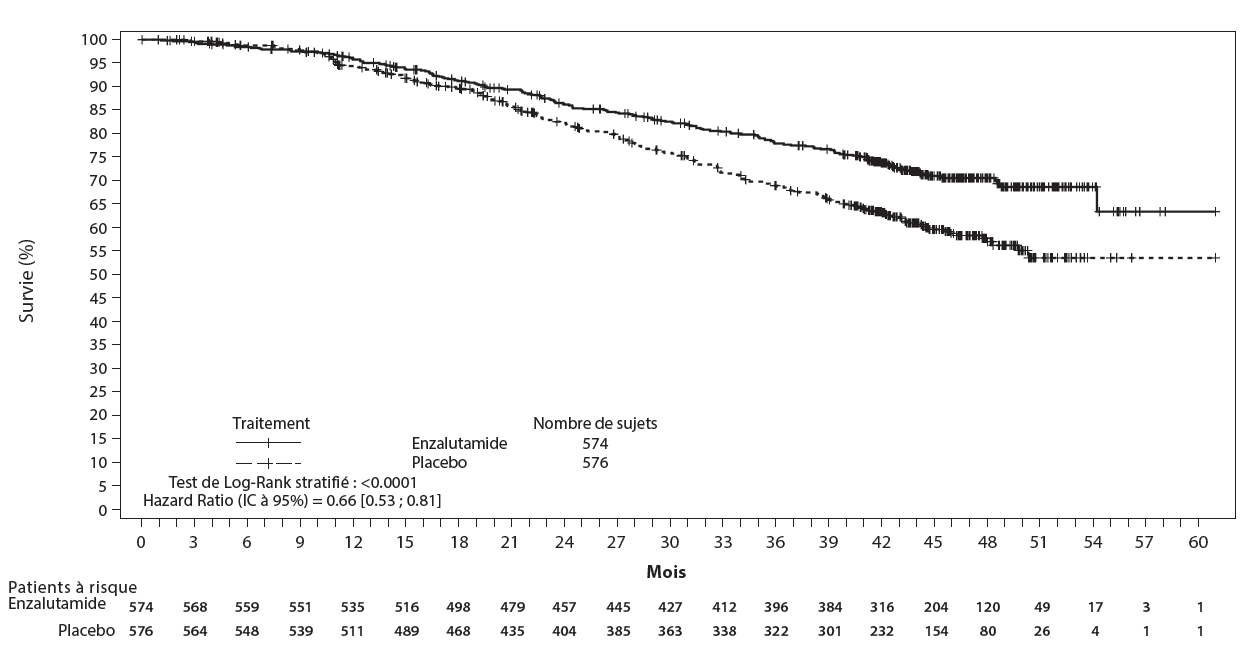 100
95
90
85
80
75
70
65
60
55
50
45
40
35
30
25
20
15
10
5
0
Survie (%)
Traitement Nombre de sujets
Enzalutamide 574
Placebo 576
Test de Log-Rank stratifié : <0.0001
Hazard Ratio (IC à 95%) = 0.66 [0.53 ; 0.81]
0 3 6 9 12 15 18 21 24 27 30 33 36 39 42 45 48 51 54 57 60
Mois
Patients à risque
Enzalutamide 574 568 559 551 535 516 498 479 457 445 427 412 396 384 316 204 120 49 17 3 1
Placebo 576 564 548 539 511 489 468 435 404 385 363 338 322 301 232 154 80 26 4 1 1